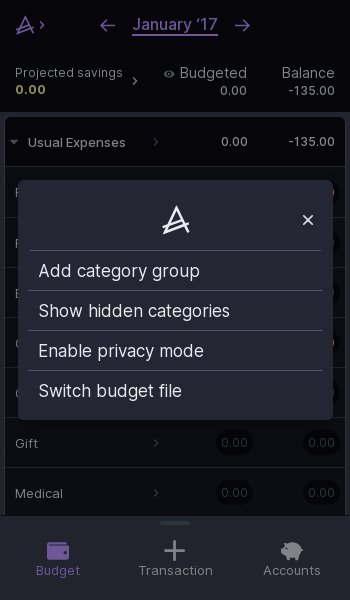 January ‘17
Projected savings
Budgeted
Balance
0.00
0.00
-135.00
Usual Expenses
0.00
-135.00
Add category group
Show hidden categories
Enable privacy mode
Switch budget file
Gift
0.00
0.00
Medical
0.00
0.00
Budget
Transaction
Accounts